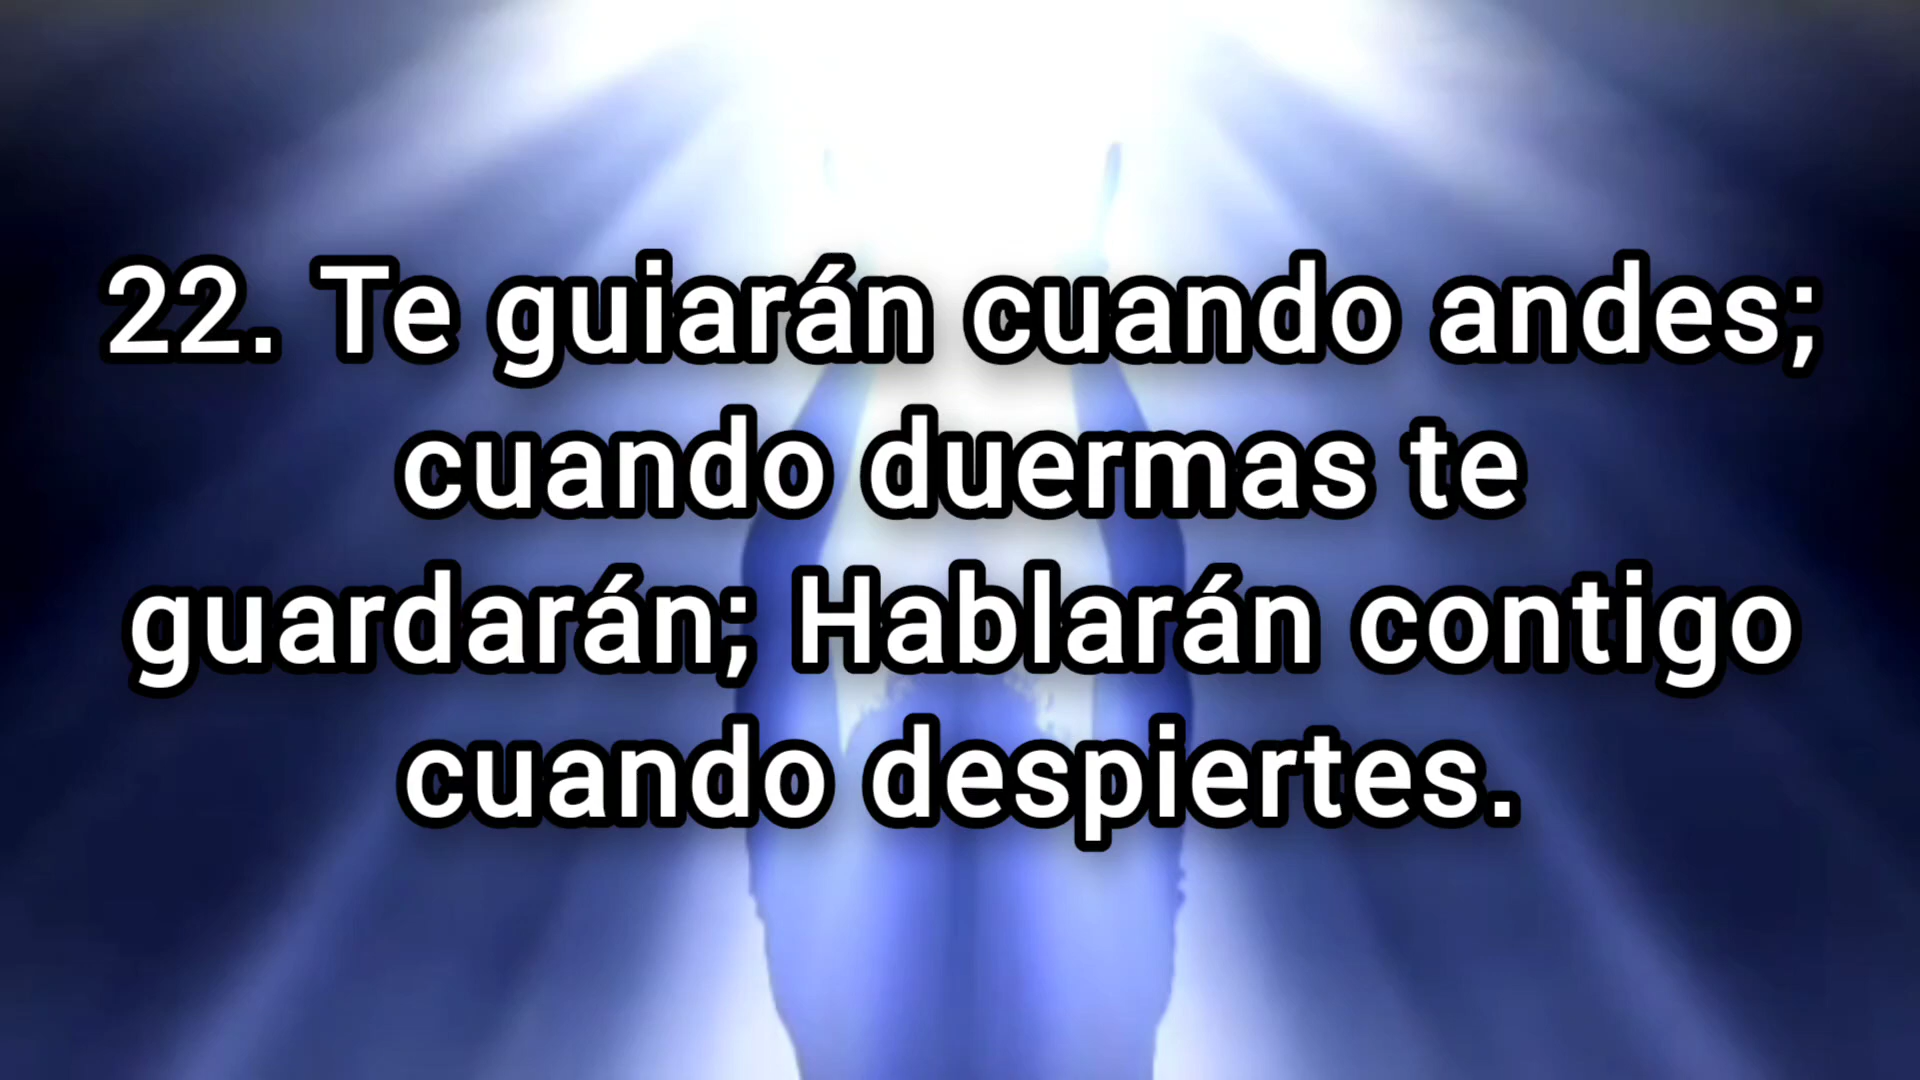 22. Te guiarán cuando andes;
cuando duermas te
guardarán; Hablarán contigo
cuando despiertes.